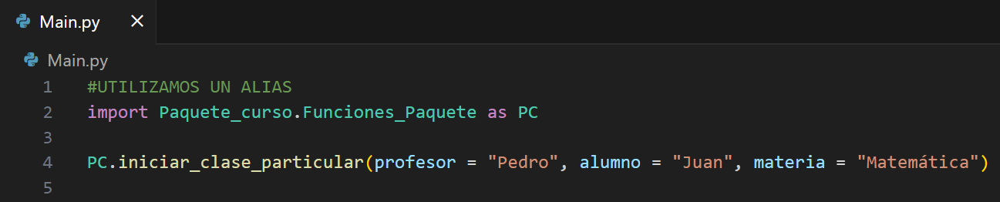 Main.py
Main.py
1 #UTILIZAMOS UN ALIAS
2 import Paquete_curso.Funciones_Paquete as PC
3
4 PC.iniciar_clase_particular(profesor = "Pedro", alumno = "Juan", materia = "Matemática")
5